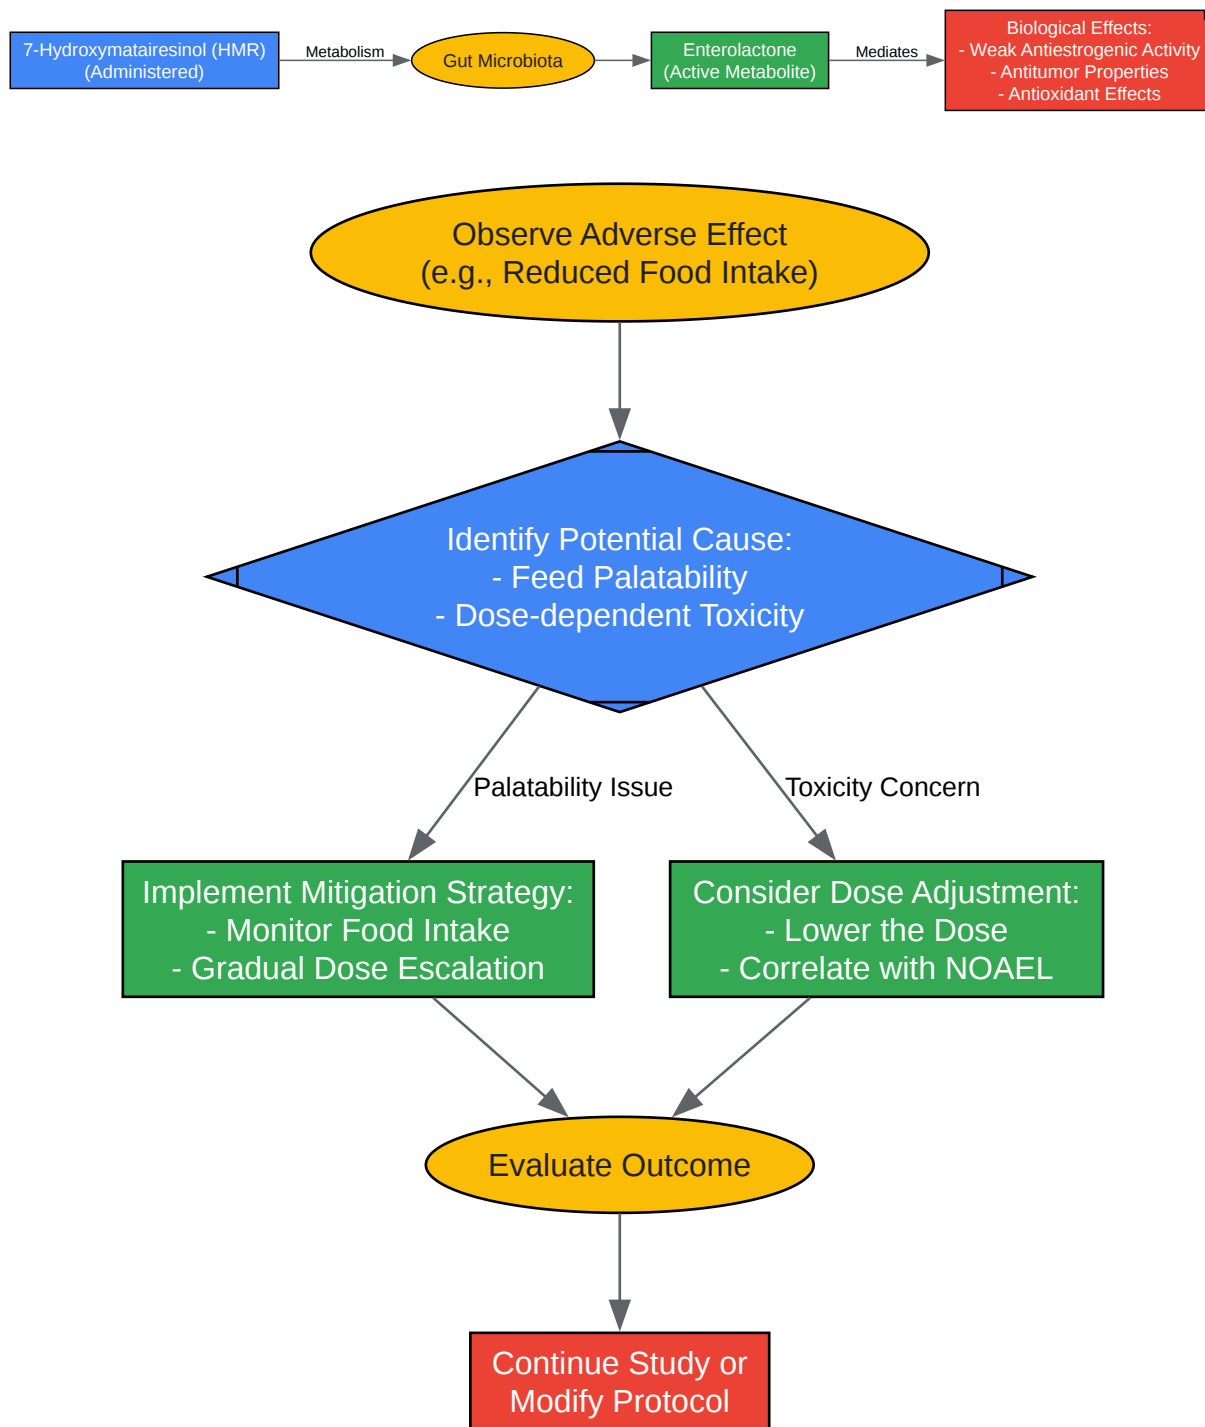 7-Hydroxymatairesinol (HMR)
(Administered)
Metabolism
Gut Microbiota
Enterolactone
(Active Metabolite)
Mediates
Biological Effects:
- Weak Antiestrogenic Activity
- Antitumor Properties
- Antioxidant Effects
Observe Adverse Effect
(e.g., Reduced Food Intake)
Identify Potential Cause:
- Feed Palatability
- Dose-dependent Toxicity
Palatability Issue
Toxicity Concern
Implement Mitigation Strategy:
- Monitor Food Intake
- Gradual Dose Escalation
Consider Dose Adjustment:
- Lower the Dose
- Correlate with NOAEL
Evaluate Outcome
Continue Study or
Modify Protocol